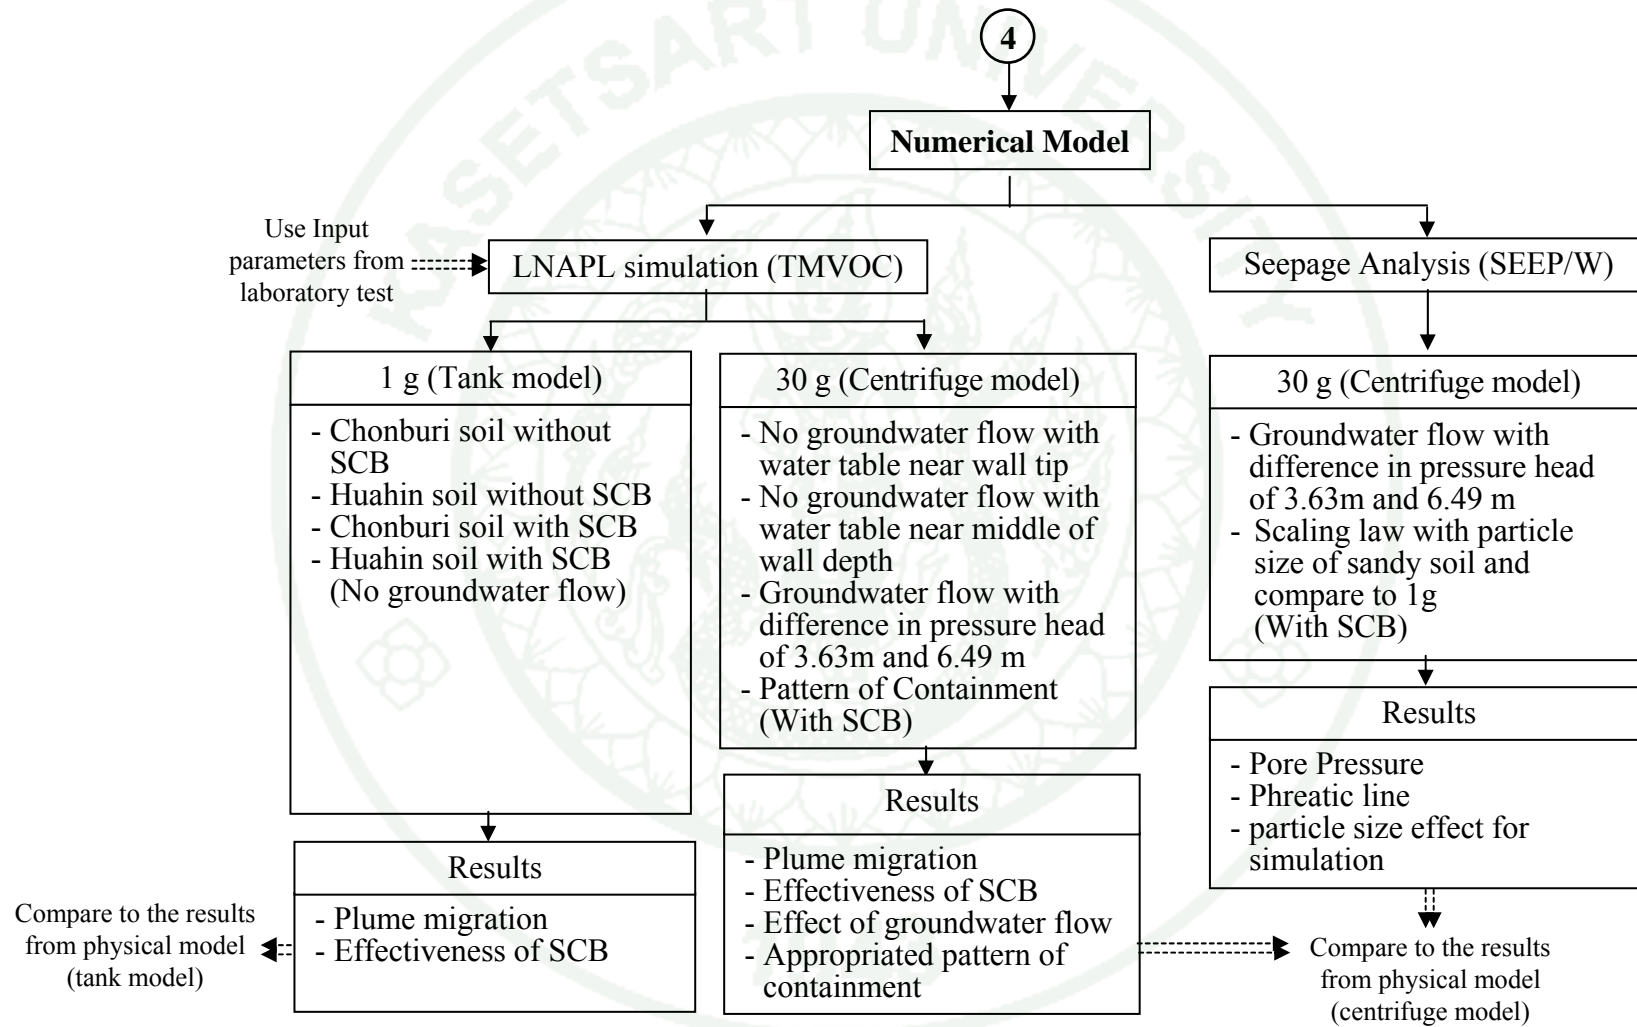 KASETSART UNIVERSITY
4
Numerical Model
Use Input
parameters from
laboratory test
LNAPL simulation (TMVOC)
Seepage Analysis (SEEP/W)
1 g (Tank model)
- Chonburi soil without
SCB
- Huahin soil without SCB
- Chonburi soil with SCB
- Huahin soil with SCB
(No groundwater flow)
30 g (Centrifuge model)
- No groundwater flow with
water table near wall tip
- No groundwater flow with
water table near middle of
wall depth
- Groundwater flow with
difference in pressure head
of 3.63m and 6.49 m
- Pattern of Containment
(With SCB)
30 g (Centrifuge model)
- Groundwater flow with
difference in pressure head
of 3.63m and 6.49 m
- Scaling law with particle
size of sandy soil and
compare to 1g
(With SCB)
Results
- Plume migration
- Effectiveness of SCB
Results
- Plume migration
- Effectiveness of SCB
- Effect of groundwater flow
- Appropriated pattern of
containment
Results
- Pore Pressure
- Phreatic line
- particle size effect for
simulation
Compare to the results
from physical model
(tank model)
Compare to the results
from physical model
(centrifuge model)